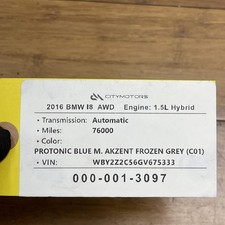 CITYMOTORS
2016 BMW I8 AWD Engine: 1.5L Hybrid
• Transmission: Automatic
• Miles: 76000
• Color:
PROTONIC BLUE M. AKZENT FROZEN GREY (C01)
• VIN: WBY2Z2C56GV675333
000-001-3097